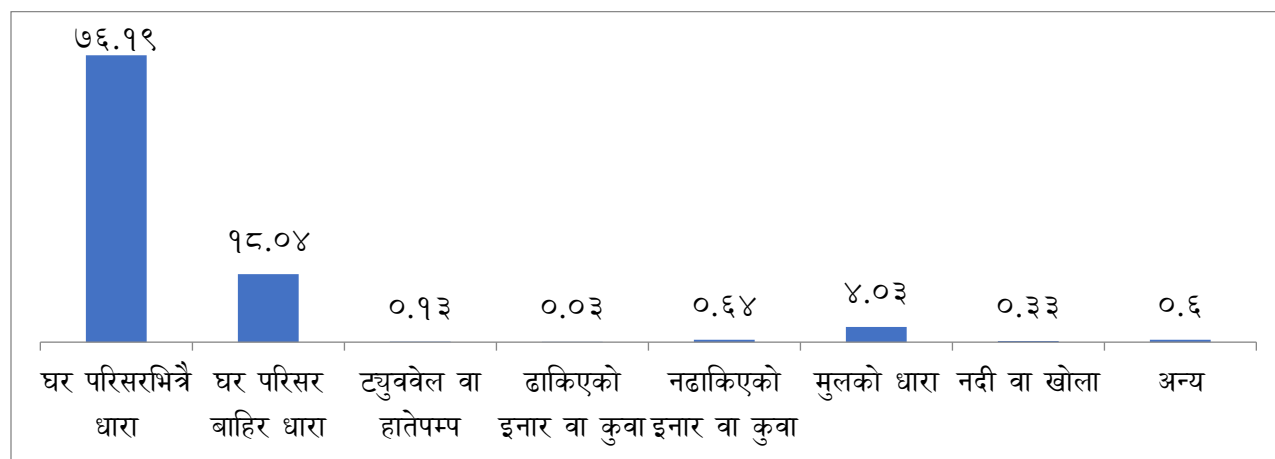 ७६.१९
१८.०४
०.१३
०.०३
०.६४
४.०३
०.३३
०.६
घर परिसरभित्रै
धारा
घर परिसर
बाहिर धारा
ट्युववेल वा
हातेपम्प
ढाकिएको
इनार वा कुवा
नढाकिएको
इनार वा कुवा
मुलको धारा
नदी वा खोला
अन्य